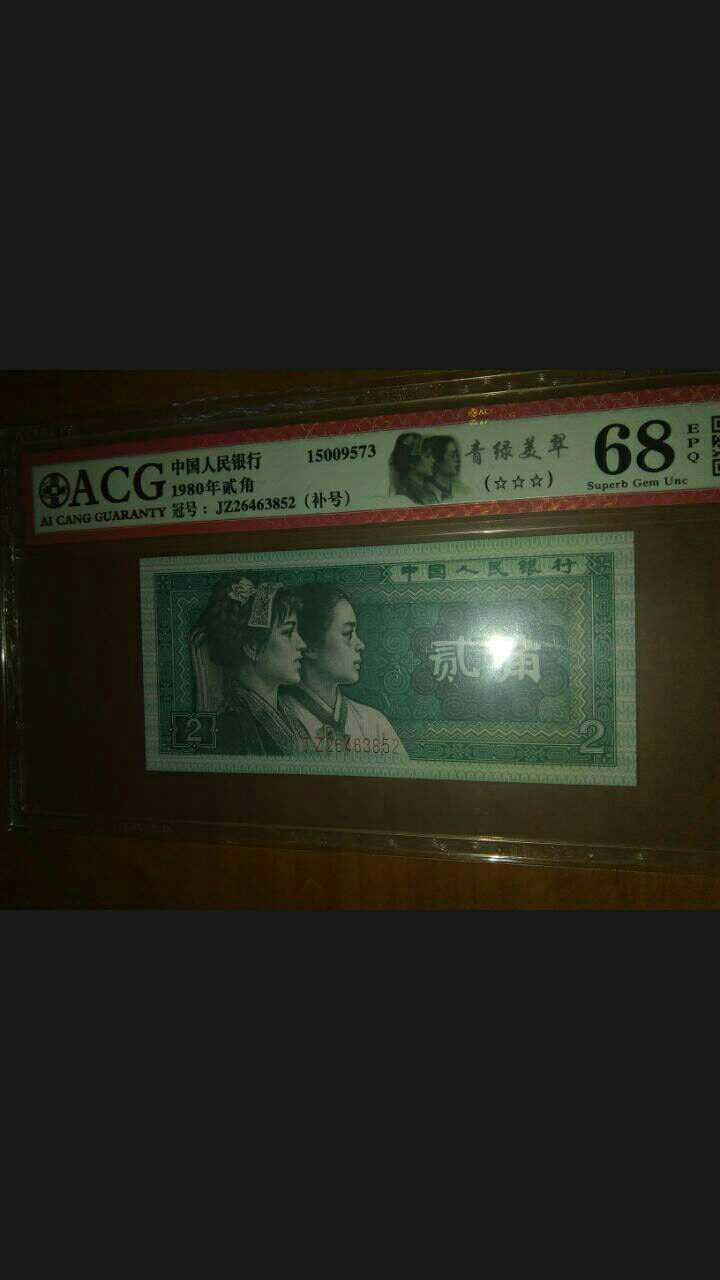 ACG
AI CANG GUARANTY
中国人民银行
1980年贰角
冠号：JZ26463852（补号）
15009573
青绿美翠
(☆☆☆)
68
EPQ
Superb Gem Unc
中国人民银行
贰角
2
JZ26463852
2